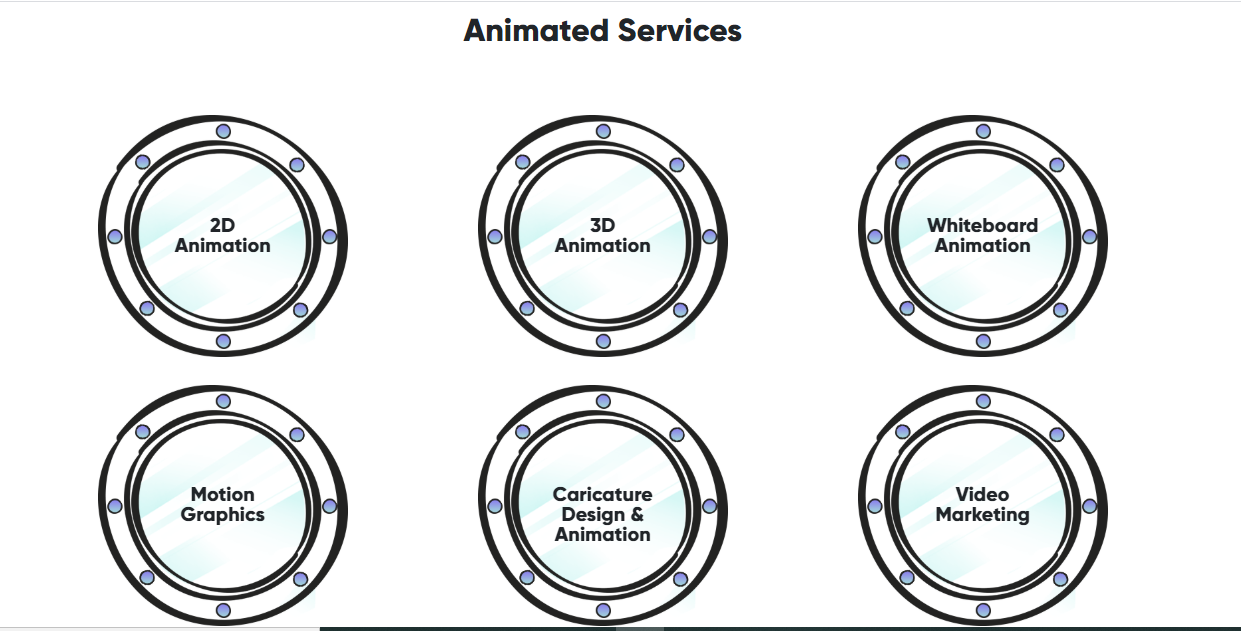 Animated Services
2D
Animation
3D
Animation
Whiteboard
Animation
Motion
Graphics
Caricature
Design &
Animation
Video
Marketing